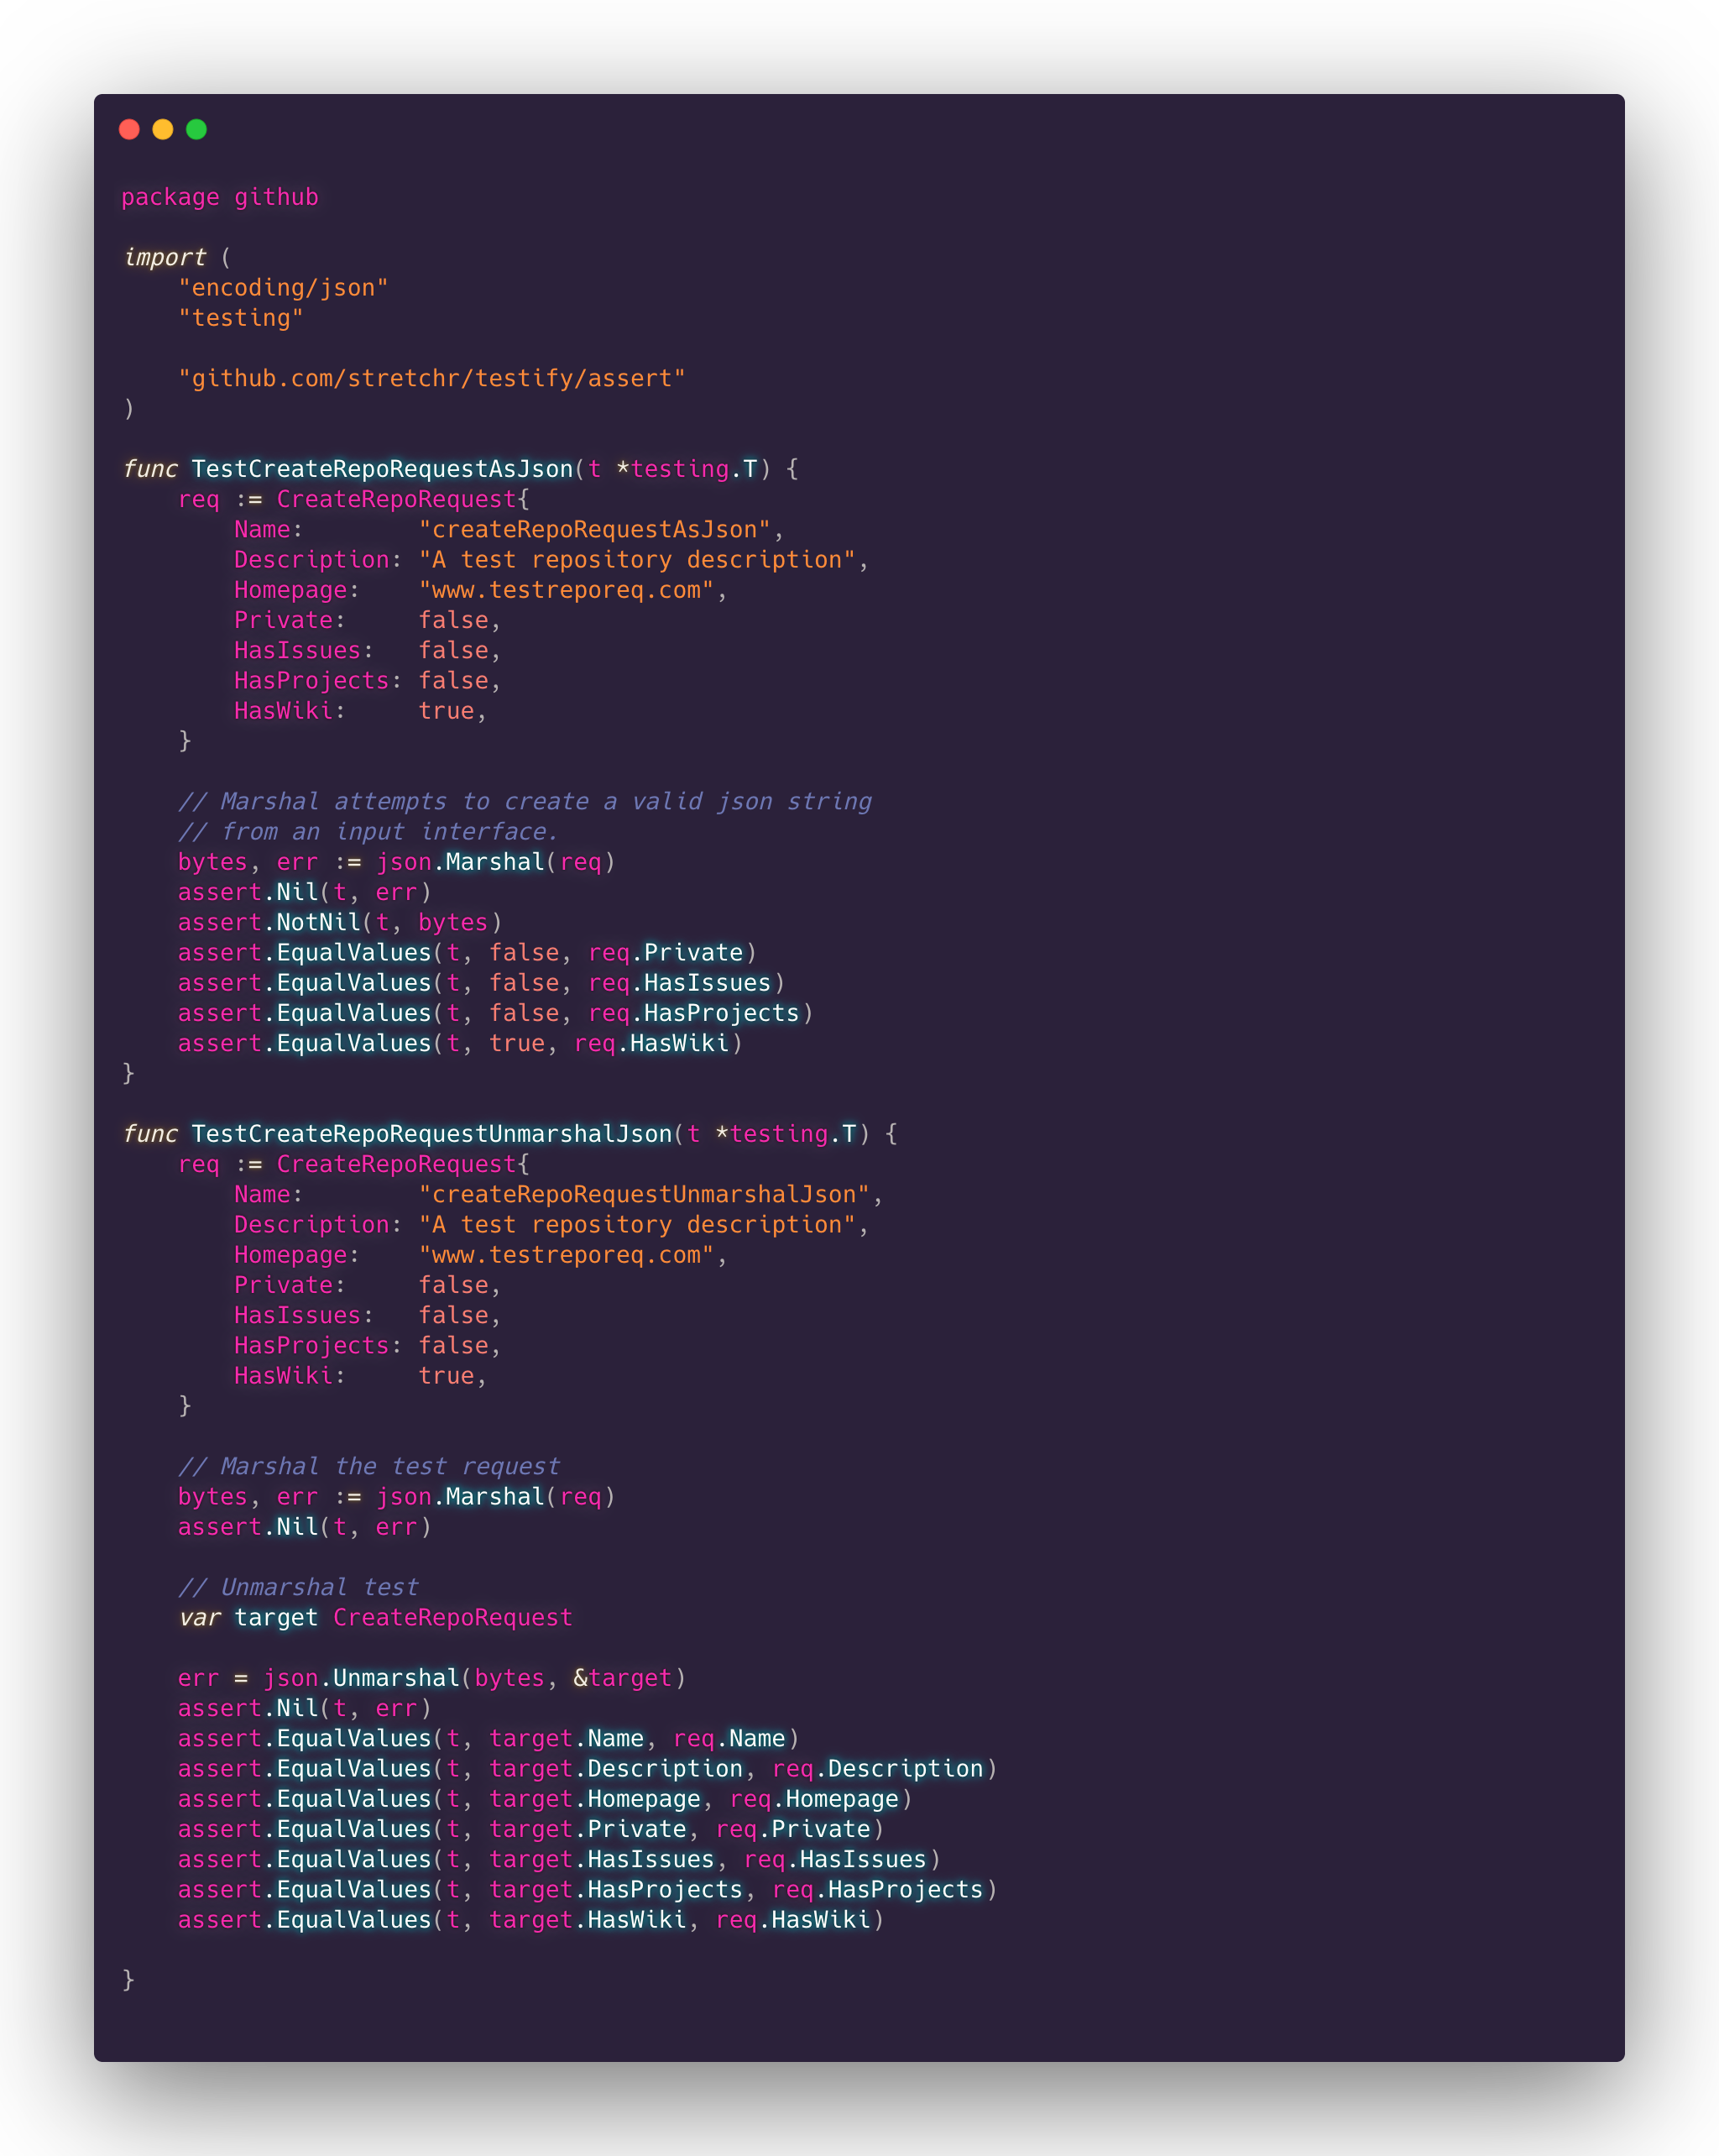 package github

import (
    "encoding/json"
    "testing"

    "github.com/stretchr/testify/assert"
)

func TestCreateRepoRequestAsJson(t *testing.T) {
    req := CreateRepoRequest{
        Name:        "createRepoRequestAsJson",
        Description: "A test repository description",
        Homepage:    "www.testreporeq.com",
        Private:     false,
        HasIssues:   false,
        HasProjects: false,
        HasWiki:     true,
    }

    // Marshal attempts to create a valid json string
    // from an input interface.
    bytes, err := json.Marshal(req)
    assert.Nil(t, err)
    assert.NotNil(t, bytes)
    assert.EqualValues(t, false, req.Private)
    assert.EqualValues(t, false, req.HasIssues)
    assert.EqualValues(t, false, req.HasProjects)
    assert.EqualValues(t, true, req.HasWiki)
}

func TestCreateRepoRequestUnmarshalJson(t *testing.T) {
    req := CreateRepoRequest{
        Name:        "createRepoRequestUnmarshalJson",
        Description: "A test repository description",
        Homepage:    "www.testreporeq.com",
        Private:     false,
        HasIssues:   false,
        HasProjects: false,
        HasWiki:     true,
    }

    // Marshal the test request
    bytes, err := json.Marshal(req)
    assert.Nil(t, err)

    // Unmarshal test
    var target CreateRepoRequest

    err = json.Unmarshal(bytes, &target)
    assert.Nil(t, err)
    assert.EqualValues(t, target.Name, req.Name)
    assert.EqualValues(t, target.Description, req.Description)
    assert.EqualValues(t, target.Homepage, req.Homepage)
    assert.EqualValues(t, target.Private, req.Private)
    assert.EqualValues(t, target.HasIssues, req.HasIssues)
    assert.EqualValues(t, target.HasProjects, req.HasProjects)
    assert.EqualValues(t, target.HasWiki, req.HasWiki)

}